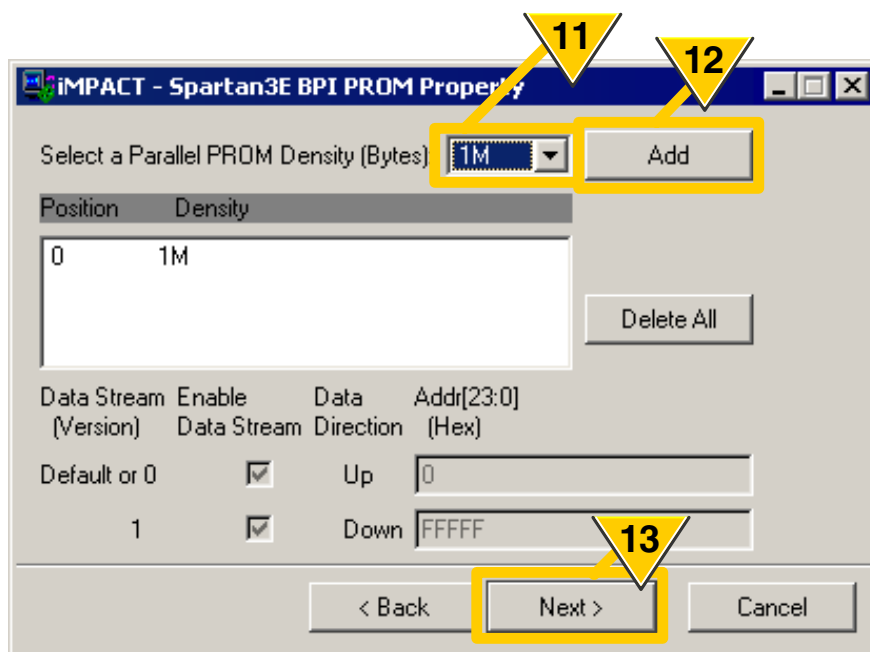 11
12
iMPACT - Spartan3E BPI PROM Property
Select a Parallel PROM Density (Bytes): 1M Add
Position Density
0 1M
Delete All
Data Stream Enable Data Addr[23:0]
(Version) Data Stream Direction (Hex)
Default or 0 Up 0
1 Down FFFFF
13
< Back Next > Cancel